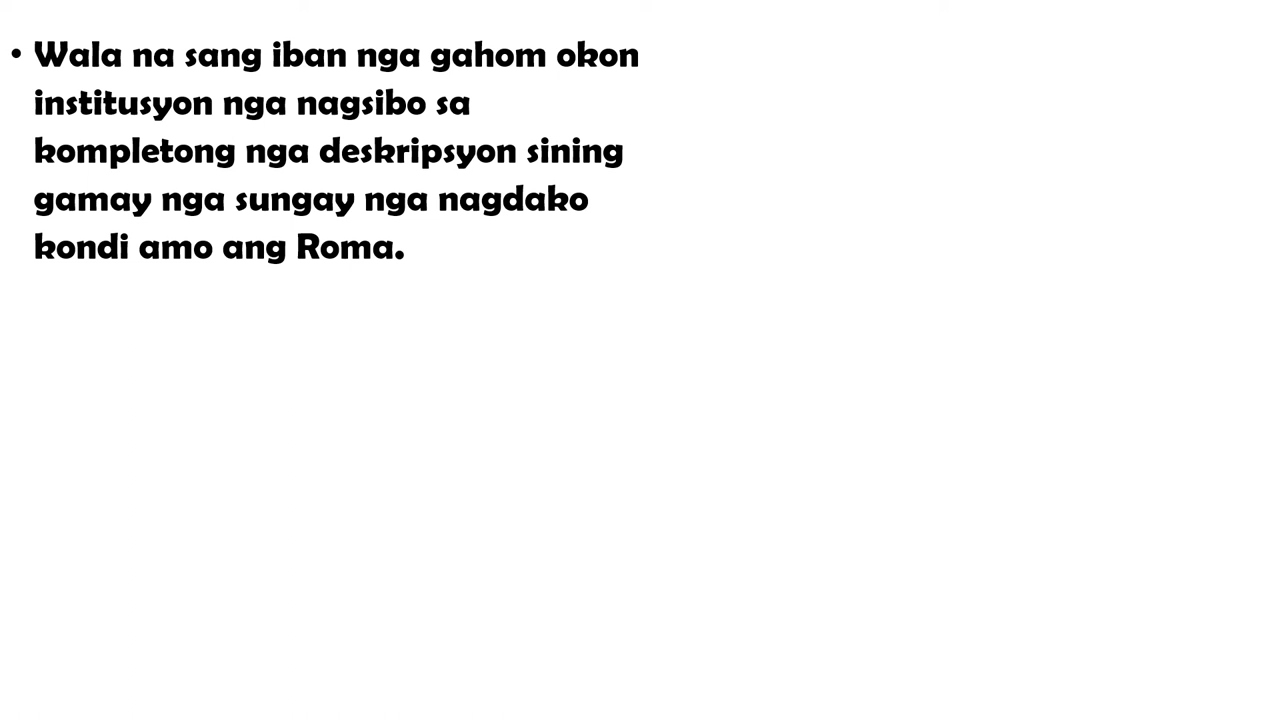 • Wala na sang iban nga gahom okon
institusyon nga nagsibo sa
kompletong nga deskripsyon sining
gamay nga sungay nga nagdako
kondi amo ang Roma.